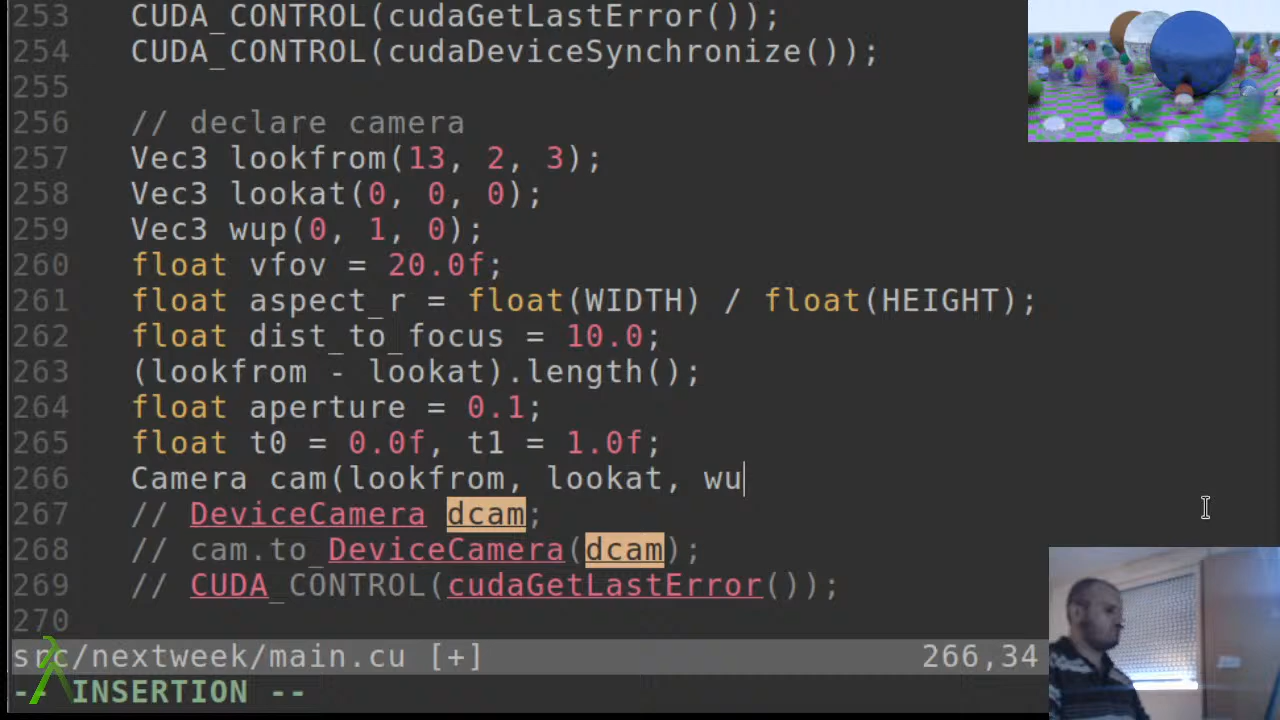 253 CUDA_CONTROL(cudaGetLastError());
254 CUDA_CONTROL(cudaDeviceSynchronize());
255
256 // declare camera
257 Vec3 lookfrom(13, 2, 3);
258 Vec3 lookat(0, 0, 0);
259 Vec3 wup(0, 1, 0);
260 float vfov = 20.0f;
261 float aspect_r = float(WIDTH) / float(HEIGHT);
262 float dist_to_focus = 10.0;
263 (lookfrom - lookat).length();
264 float aperture = 0.1;
265 float t0 = 0.0f, t1 = 1.0f;
266 Camera cam(lookfrom, lookat, wu
267 // DeviceCamera dcam;
268 // cam.to_DeviceCamera(dcam);
269 // CUDA_CONTROL(cudaGetLastError());
270
src/nextweek/main.cu [+] 266,34
-- INSERTION --